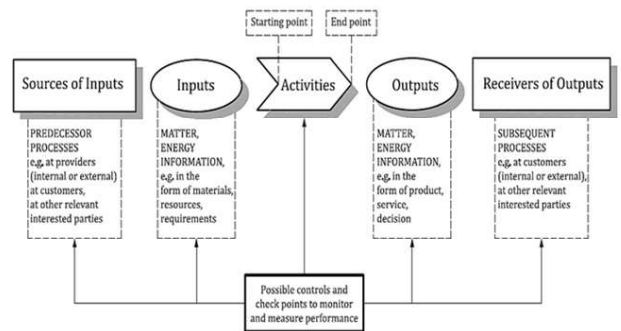 Starting point
End point
Sources of Inputs
Inputs
Activities
Outputs
Receivers of Outputs
PREDECESSOR
PROCESSES
e.g. at providers
(internal or external)
at customers,
at other relevant
interested parties
MATTER,
ENERGY
INFORMATION,
e.g. in the
form of materials,
resources,
requirements
MATTER,
ENERGY
INFORMATION,
e.g. in the
form of product,
service,
decision
SUBSEQUENT
PROCESSES
e.g. at customers
(internal or external),
at other relevant
interested parties
Possible controls and
check points to monitor
and measure performance